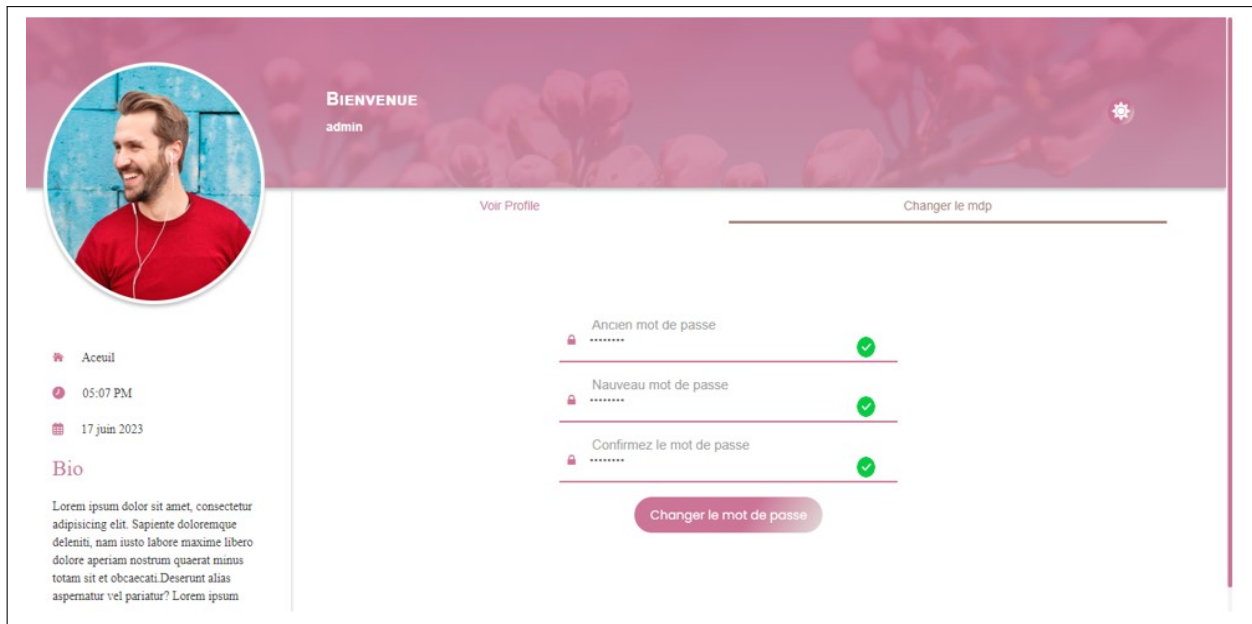 BIENVENUE
admin
Voir Profile
Changer le mdp
Ancien mot de passe
••••••••
Nauveau mot de passe
••••••••
Confirmez le mot de passe
••••••••
Changer le mot de passe
Aceuil
05:07 PM
17 juin 2023
Bio
Lorem ipsum dolor sit amet, consectetur
adipisicing elit. Sapiente doloremque
deleniti, nam iusto labore maxime libero
dolore aperiam nostrum quaerat minus
totam sit et obcaecati.Deserunt alias
aspernatur vel pariatur? Lorem ipsum